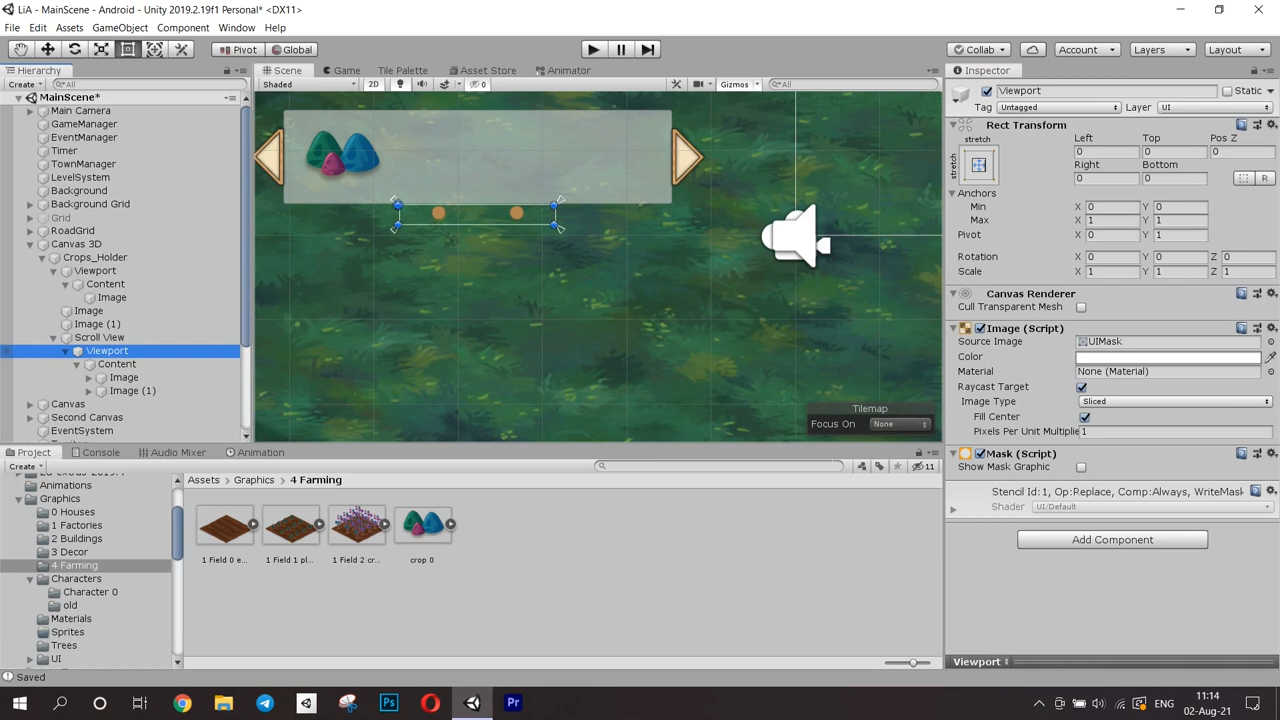 LiA - MainScene - Android - Unity 2019.2.19f1 Personal* <DX11>
File Edit Assets GameObject Component Window Help
Pivot Global Collab Account Layers Layout
Hierarchy Scene Game Tile Palette Asset Store Animator Inspector
Create All Shaded 2D 0 Gizmos All
Viewport Static
Tag Untagged Layer UI
MainScene*
Main Camera
GameManager
EventManager
Timer
TownManager
LevelSystem
Background
Background Grid
Grid
RoadGrid
Canvas 3D
Crops_Holder
Viewport
Content
Image
Image
Image (1)
Scroll View
Viewport
Content
Image
Image (1)
Canvas
Second Canvas
EventSystem
Tilemap
Focus On None
Rect Transform
stretch
stretch
Left Top Pos Z
0 0 0
Right Bottom
0 0 R
Anchors
Min X 0 Y 0
Max X 1 Y 1
Pivot X 0 Y 1
Rotation X 0 Y 0 Z 0
Scale X 1 Y 1 Z 1
Canvas Renderer
Cull Transparent Mesh
Image (Script)
Source Image UIMask
Color
Material None (Material)
Raycast Target
Image Type Sliced
Fill Center
Pixels Per Unit Multiplie 1
Mask (Script)
Show Mask Graphic
Stencil Id:1, Op:Replace, Comp:Always, WriteMask
Shader UI/Default
Add Component
Viewport
Project Console Audio Mixer Animation
Create 11
Animations
Graphics
0 Houses
1 Factories
2 Buildings
3 Decor
4 Farming
Characters
Character 0
old
Materials
Sprites
Trees
UI
Assets Graphics 4 Farming
1 Field 0 e... 1 Field 1 pl... 1 Field 2 cr... crop 0
Saved
Ps Pr
ENG
11:14
02-Aug-21